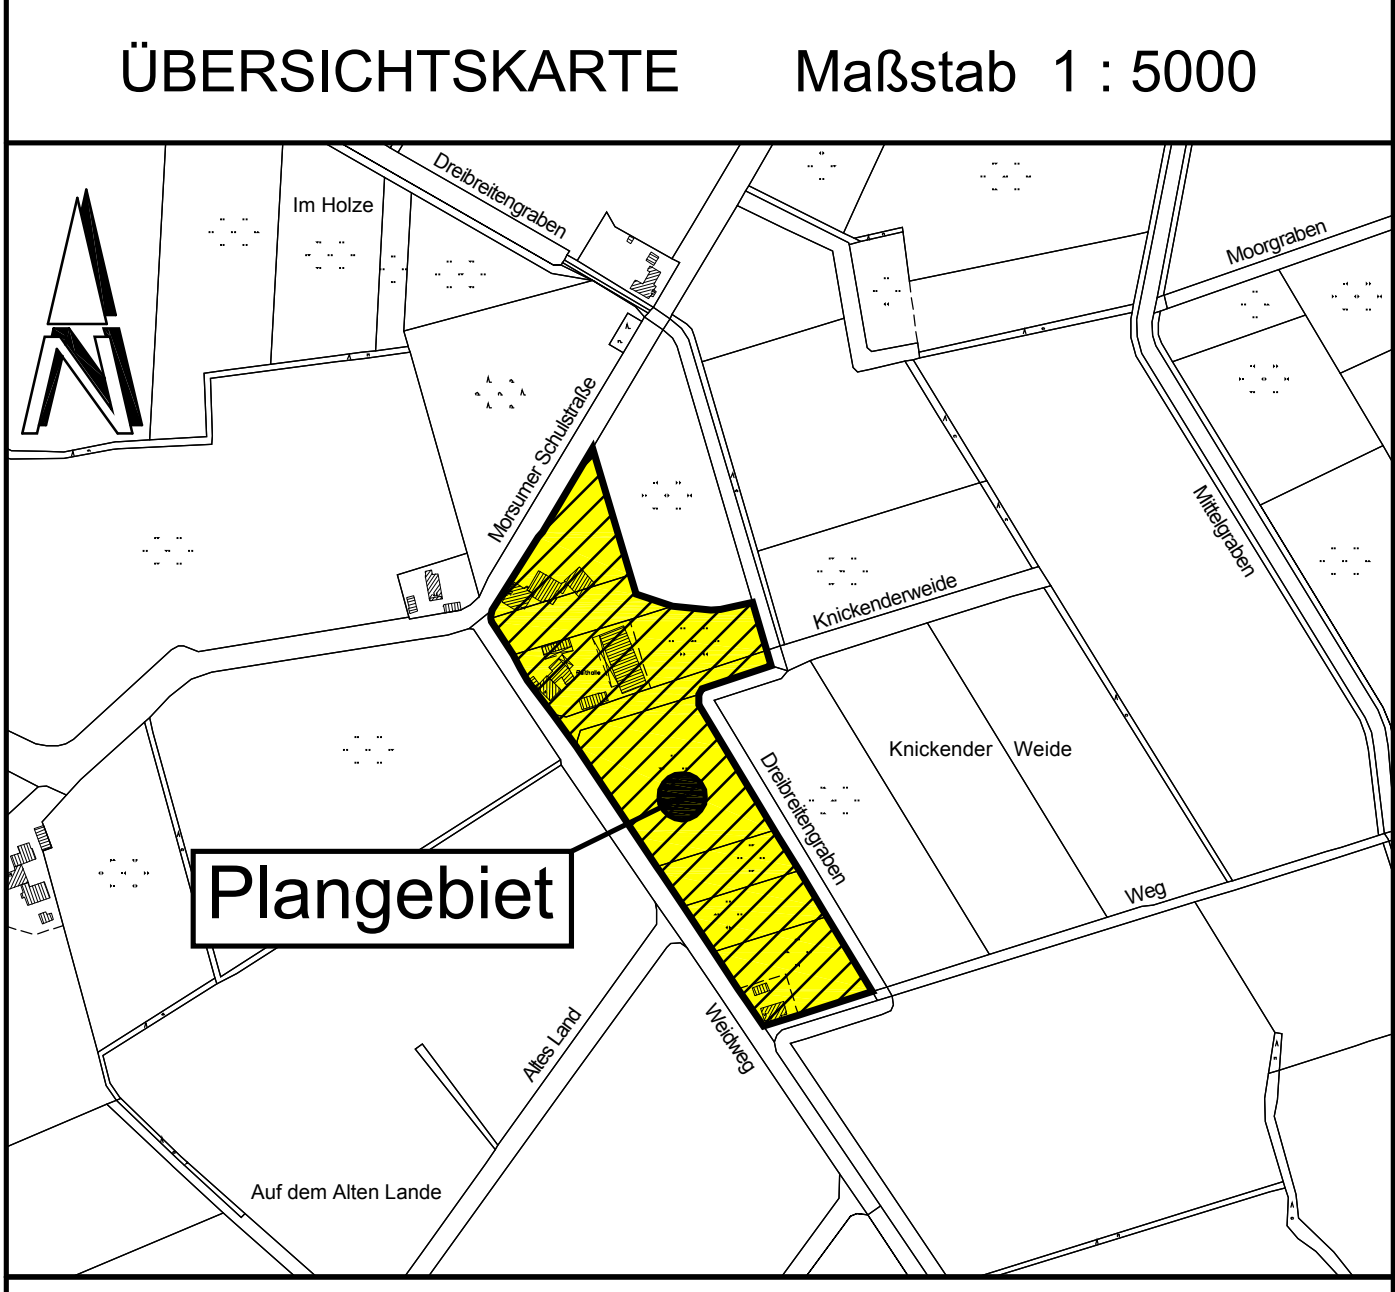 ÜBERSICHTSKARTE Maßstab 1 : 5000
Dreibreitengraben
Im Holze
Moorgraben
N
Morsumer Schulstraße
Mittelgraben
Knickenderweide
Reithalle
Knickender Weide
Dreibreitengraben
Plangebiet
Weg
Altes Land
Weidweg
Auf dem Alten Lande